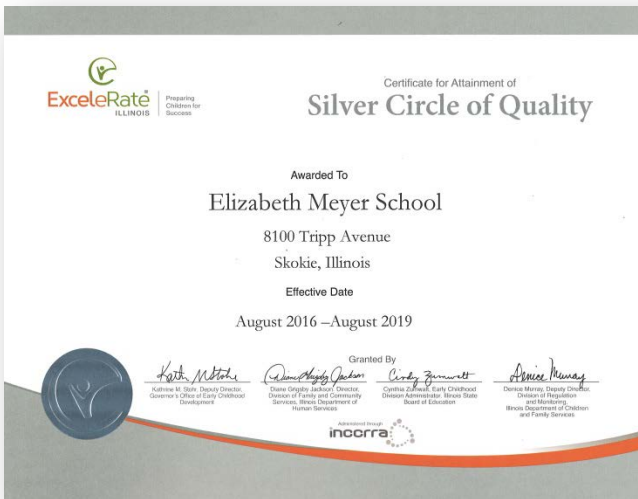 ExceleRate
ILLINOIS
Preparing
Children for
Success
Certificate for Attainment of
Silver Circle of Quality
Awarded To
Elizabeth Meyer School
8100 Tripp Avenue
Skokie, Illinois
Effective Date
August 2016 –August 2019
Granted By
Katherine M. Stohr, Deputy Director,
Governor's Office of Early Childhood
Development
Diane Grigsby Jackson, Director,
Division of Family and Community
Services, Illinois Department of
Human Services
Cynthia Zumwalt, Early Childhood
Division Administrator, Illinois State
Board of Education
Denice Murray, Deputy Director,
Division of Regulation
and Monitoring,
Illinois Department of Children
and Family Services
Administered through
inccrra